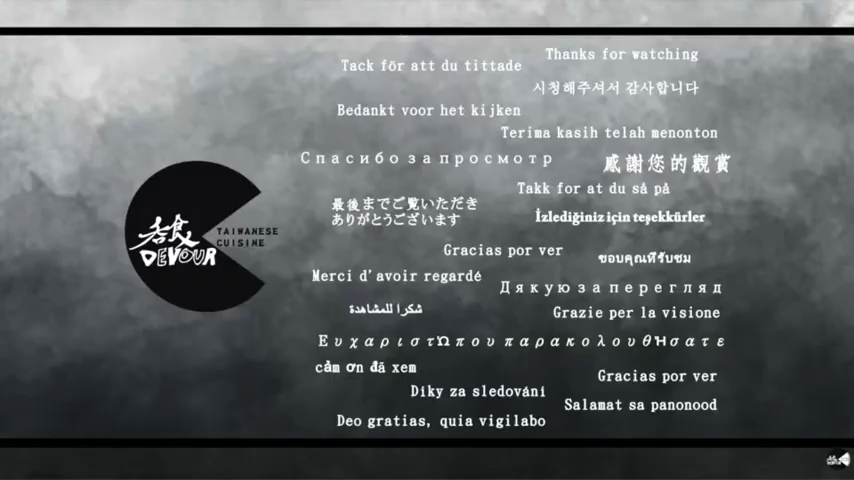 Thanks for watching
Tack för att du tittade
시청해주셔서 감사합니다
Bedankt voor het kijken
Terima kasih telah menonton
Спасибо за просмотр
感謝您的觀賞
Takk for at du så på
最後までご覧いただき
ありがとうございます
İzlediğiniz için teşekkürler
吞食人
DEVOUR
TAIWANESE
CUISINE
Gracias por ver
ขอบคุณที่รับชม
Merci d'avoir regardé
Дякую за перегляд
شكرا للمشاهدة
Grazie per la visione
ΕυχαριστΏ που παρακολουθΉσατε
cảm ơn đã xem
Gracias por ver
Díky za sledování
Salamat sa panonood
Deo gratias, quia vigilabo